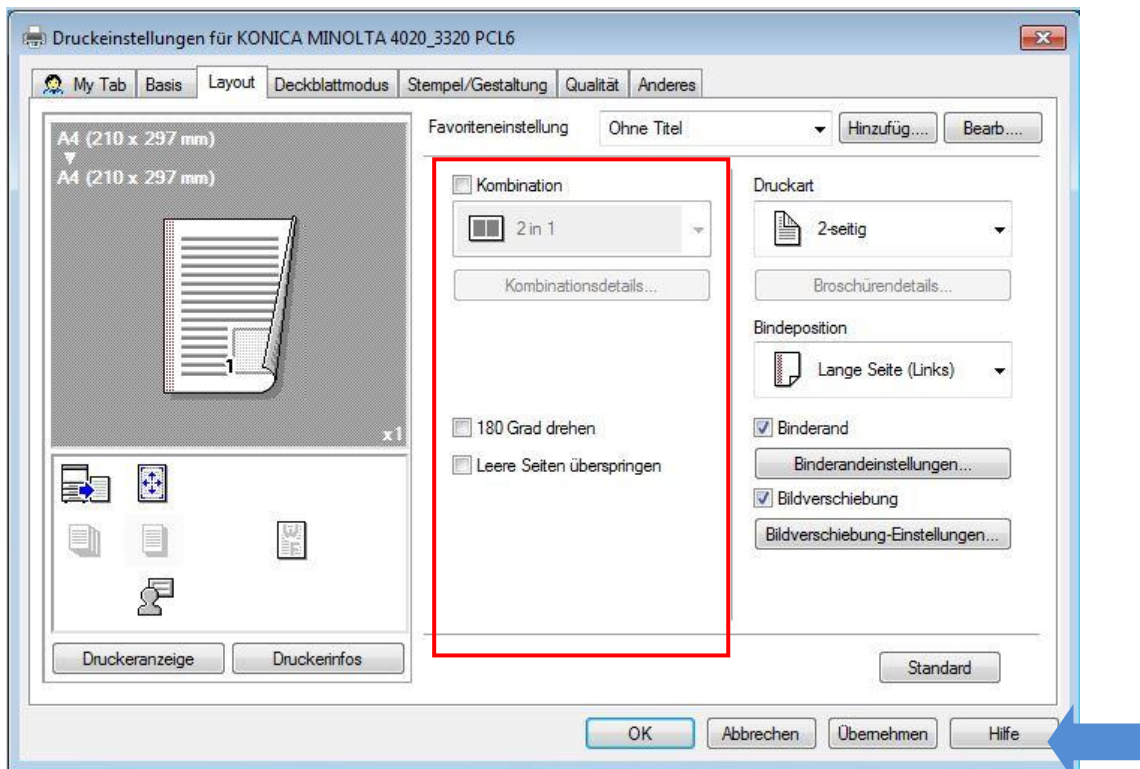 Druckeinstellungen für KONICA MINOLTA 4020_3320 PCL6
My Tab Basis Layout Deckblattmodus Stempel/Gestaltung Qualität Anderes
A4 (210 x 297 mm)
A4 (210 x 297 mm)
1
x1
Druckeranzeige Druckerinfos
Favoriteneinstellung Ohne Titel Hinzufüg.... Bearb....
Kombination
2 in 1
Kombinationsdetails...
180 Grad drehen
Leere Seiten überspringen
Druckart
2-seitig
Broschürendetails...
Bindeposition
Lange Seite (Links)
Binderand
Binderandeinstellungen...
Bildverschiebung
Bildverschiebung-Einstellungen...
Standard
OK Abbrechen Übernehmen Hilfe